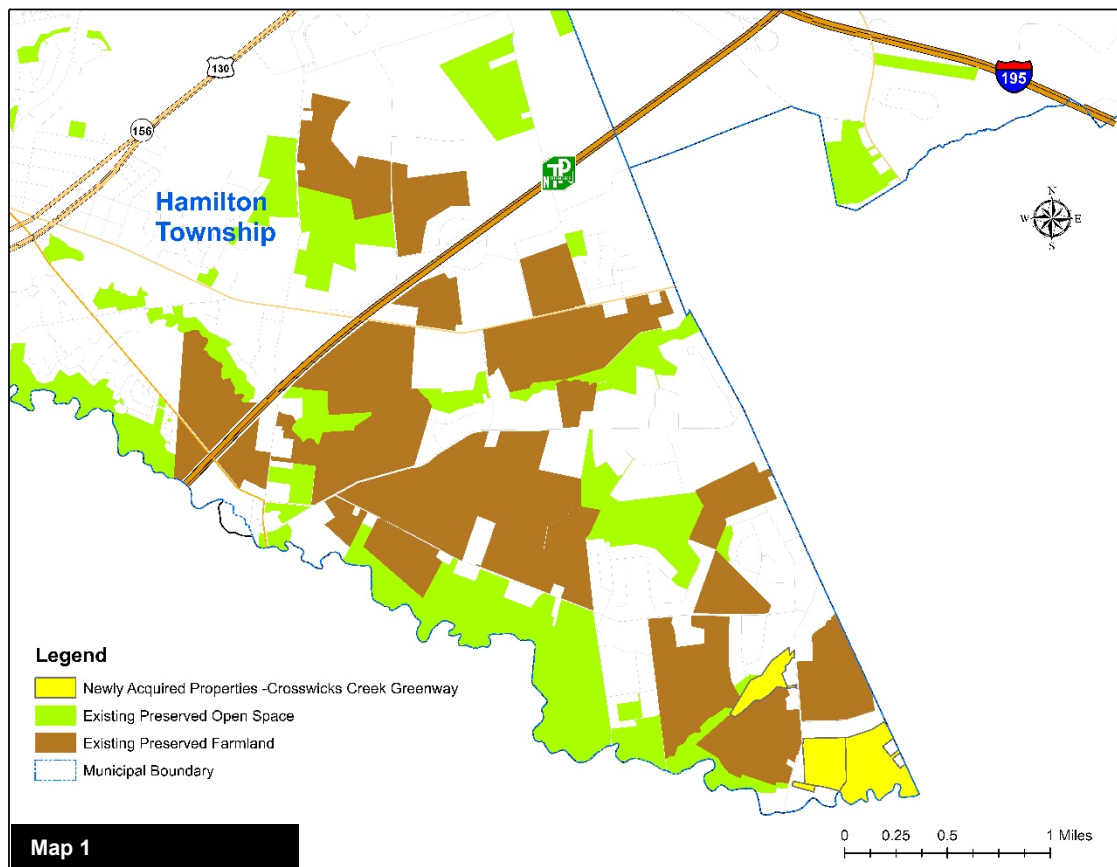 130
195
156
N TP
Hamilton
Township
N
W E
S
Legend
Newly Acquired Properties -Crosswicks Creek Greenway
Existing Preserved Open Space
Existing Preserved Farmland
Municipal Boundary
Map 1
0 0.25 0.5 1 Miles